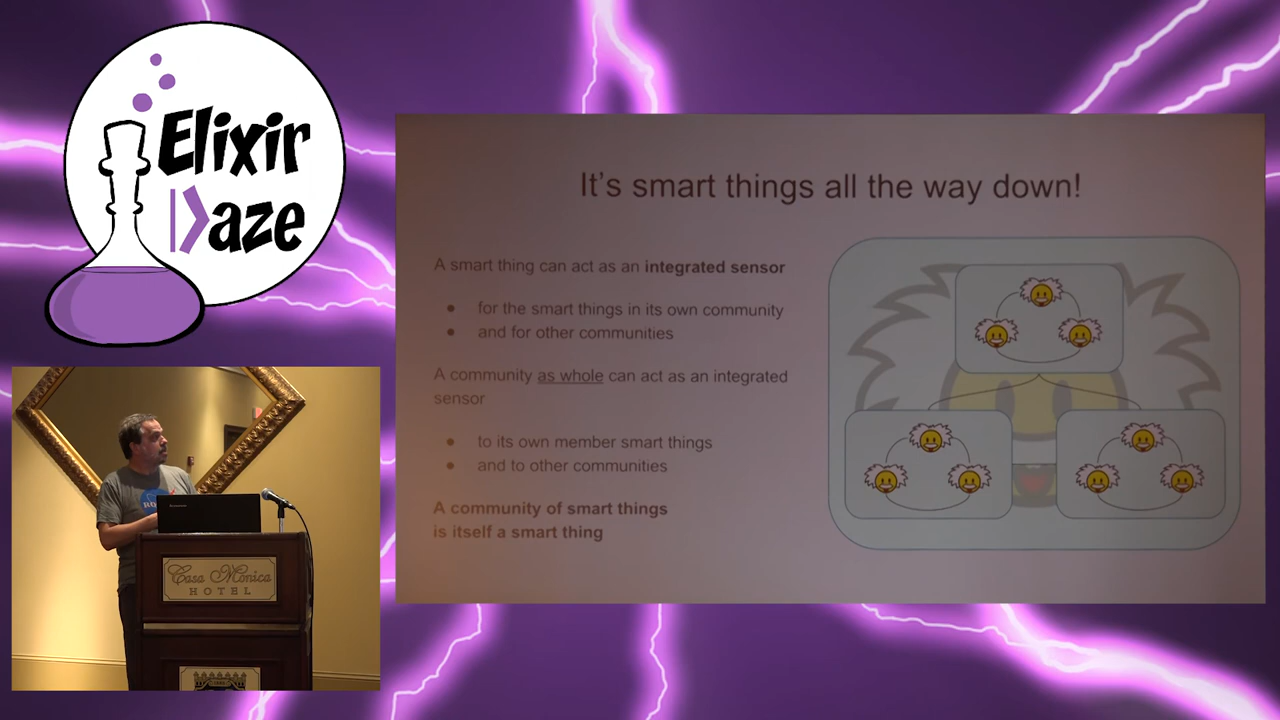 Elixir
Daze
It's smart things all the way down!
A smart thing can act as an integrated sensor
● for the smart things in its own community
● and for other communities
A community as whole can act as an integrated
sensor
● to its own member smart things
● and to other communities
A community of smart things
is itself a smart thing
Casa Monica
HOTEL